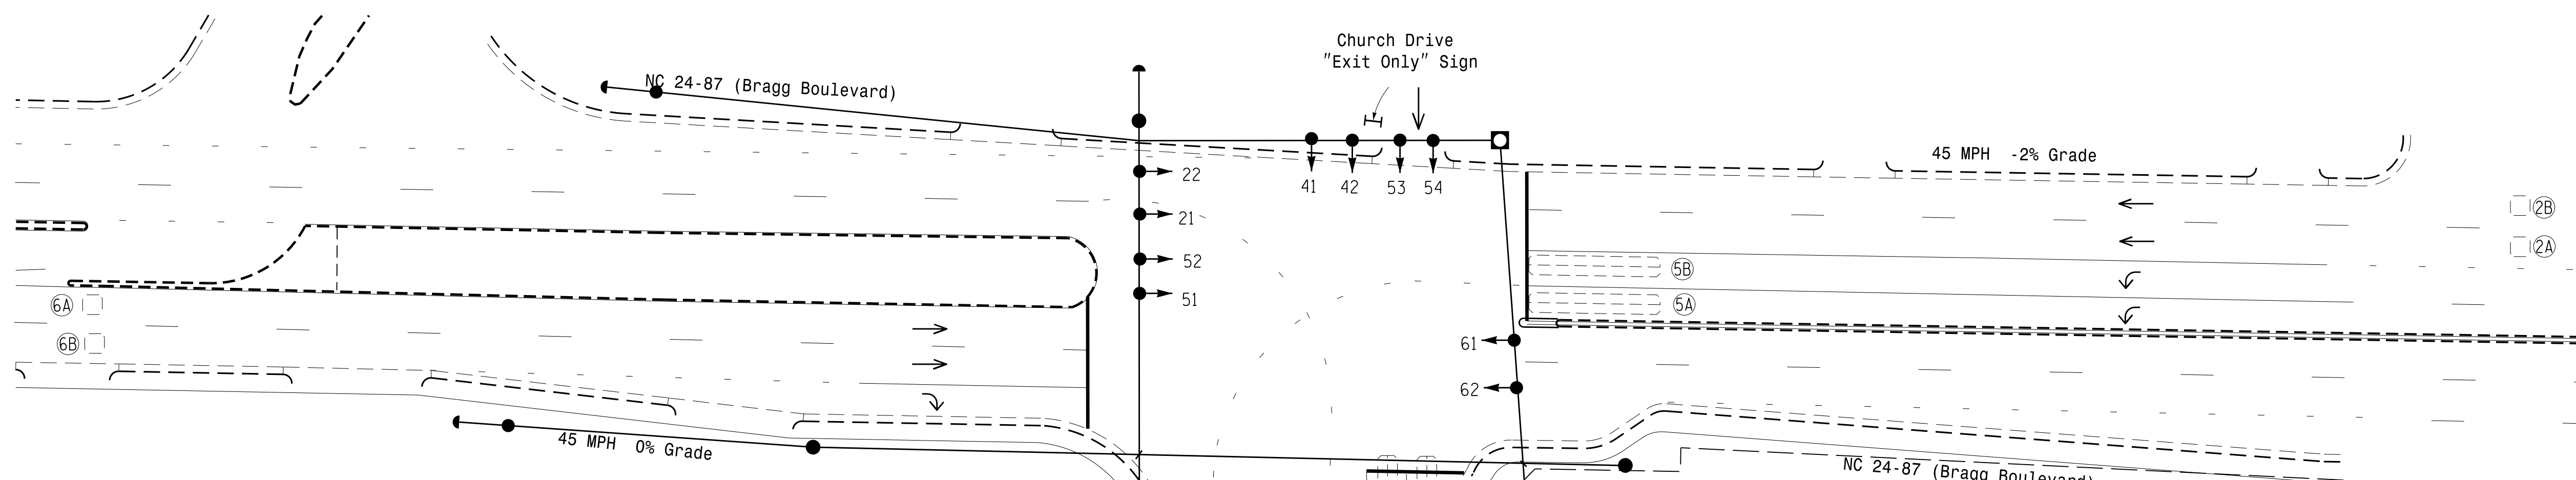 Church Drive
"Exit Only" Sign
NC 24-87 (Bragg Boulevard)
45 MPH -2% Grade
22
41
42
53
54
21
2B
2A
52
5B
51
5A
6A
6B
61
62
45 MPH 0% Grade
NC 24-87 (Bragg Boulevard)